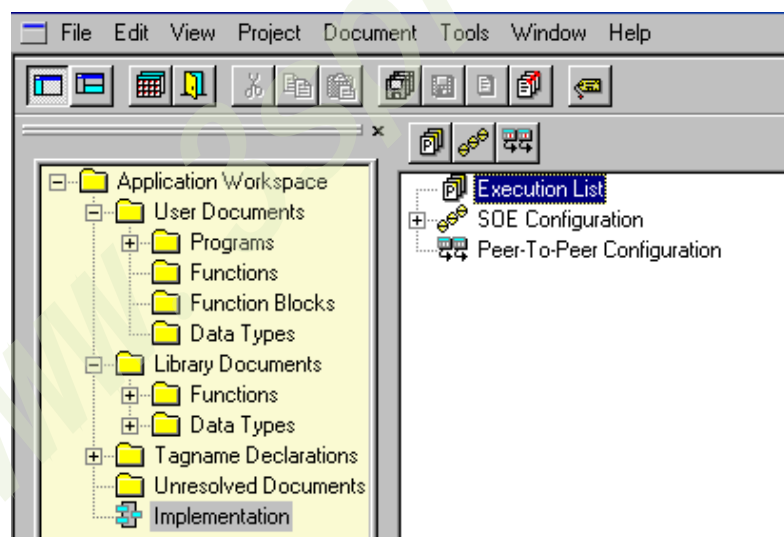 File Edit View Project Document Tools Window Help
Application Workspace
User Documents
Programs
Functions
Function Blocks
Data Types
Library Documents
Functions
Data Types
Tagname Declarations
Unresolved Documents
Implementation
Execution List
SOE Configuration
Peer-To-Peer Configuration